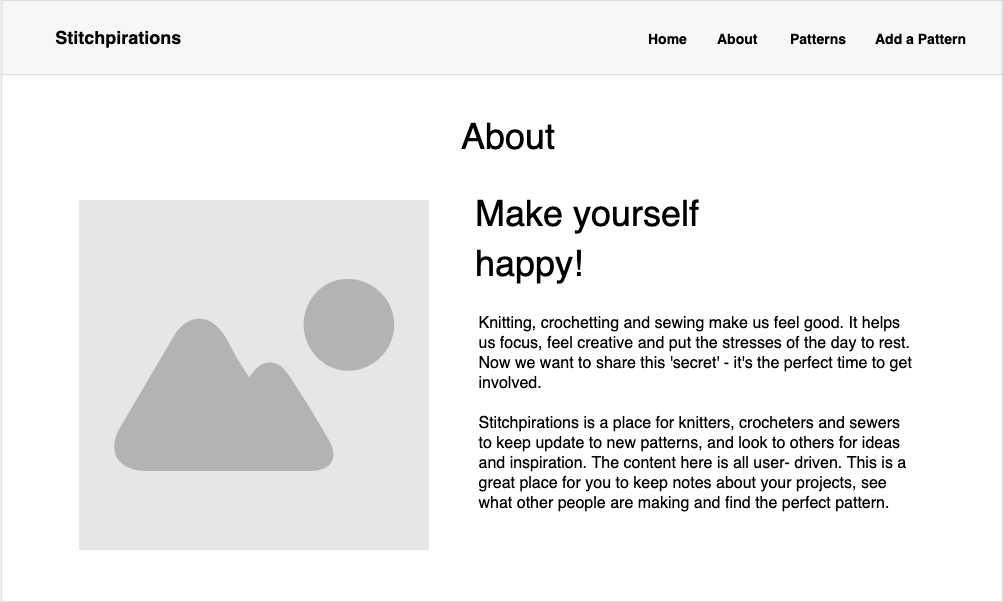 Stitchpirations
Home About Patterns Add a Pattern
About
Make yourself
happy!
Knitting, crochetting and sewing make us feel good. It helps
us focus, feel creative and put the stresses of the day to rest.
Now we want to share this 'secret' - it's the perfect time to get
involved.
Stitchpirations is a place for knitters, crocheters and sewers
to keep update to new patterns, and look to others for ideas
and inspiration. The content here is all user- driven. This is a
great place for you to keep notes about your projects, see
what other people are making and find the perfect pattern.